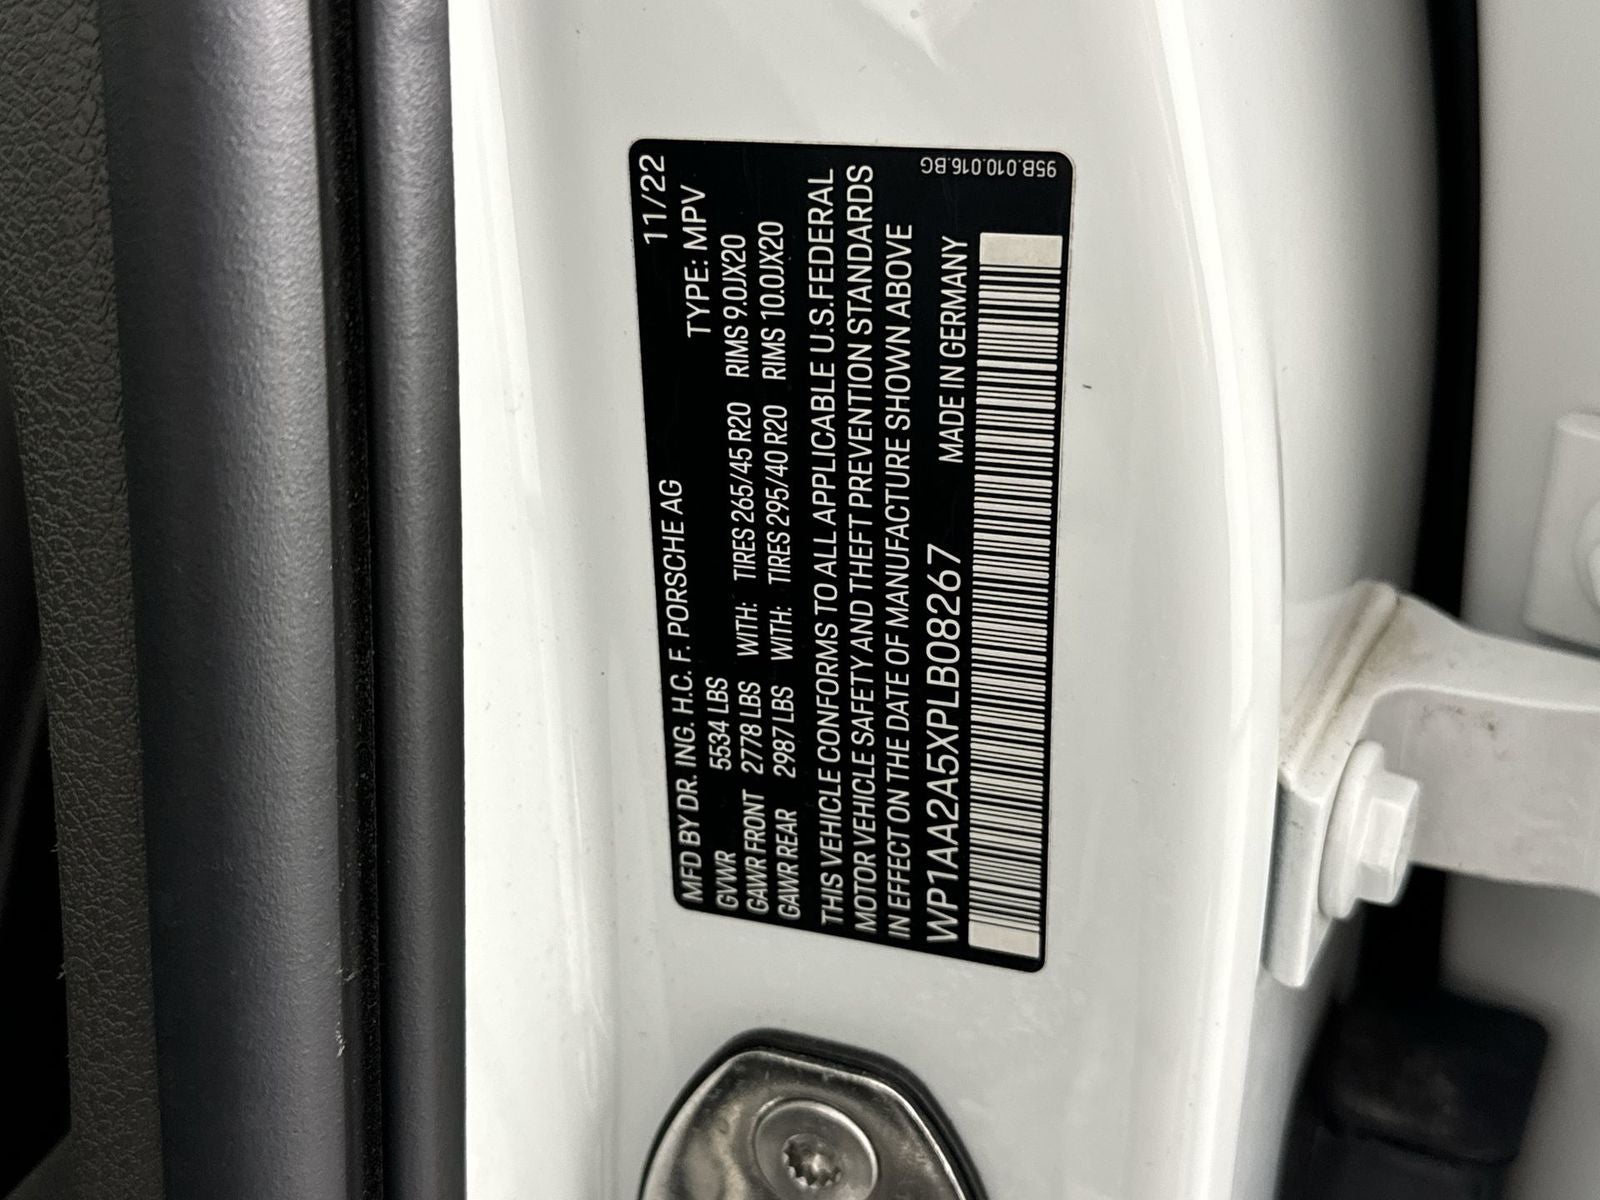 11/22
MFD BY DR. ING. H.C. F. PORSCHE AG TYPE: MPV
GVWR 5534 LBS
GAWR FRONT 2778 LBS WITH: TIRES 265/45 R20 RIMS 9.0JX20
GAWR REAR 2987 LBS WITH: TIRES 295/40 R20 RIMS 10.0JX20
THIS VEHICLE CONFORMS TO ALL APPLICABLE U.S.FEDERAL
MOTOR VEHICLE SAFETY AND THEFT PREVENTION STANDARDS
IN EFFECT ON THE DATE OF MANUFACTURE SHOWN ABOVE
WP1AA2A5XPLB08267 MADE IN GERMANY
95B.010.016.BG